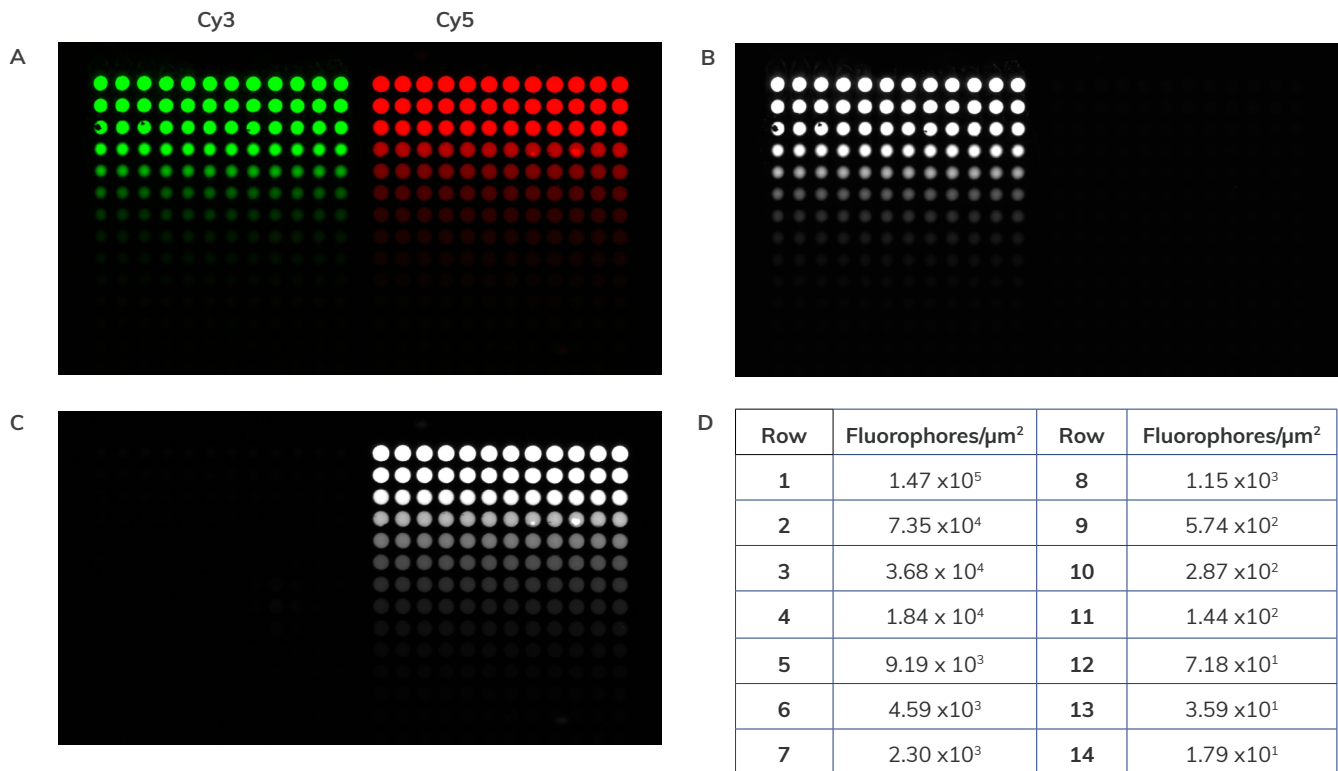 Cy3 Cy5
A
B
C
D
Row Fluorophores/µm² Row Fluorophores/µm²
1 1.47 x10⁵ 8 1.15 x10³
2 7.35 x10⁴ 9 5.74 x10²
3 3.68 x 10⁴ 10 2.87 x10²
4 1.84 x10⁴ 11 1.44 x10²
5 9.19 x 10³ 12 7.18 x10¹
6 4.59 x10³ 13 3.59 x10¹
7 2.30 x10³ 14 1.79 x10¹